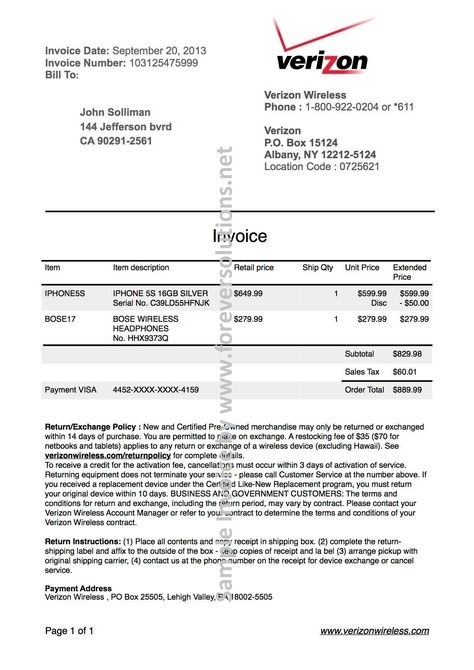 Invoice Date: September 20, 2013
Invoice Number: 103125475999
Bill To:
John Solliman
144 Jefferson bvrd
CA 90291-2561
verizon
Verizon Wireless
Phone : 1-800-922-0204 or *611
Verizon
P.O. Box 15124
Albany, NY 12212-5124
Location Code : 0725621
Invoice
Item Item description Retail price Ship Qty Unit Price Extended Price
IPHONE5S IPHONE 5S 16GB SILVER $649.99 1 $599.99 $599.99
Serial No. C39LD55HFNJK Disc - $50.00
BOSE17 BOSE WIRELESS $279.99 1 $279.99 $279.99
HEADPHONES
No. HHX9373Q
Subtotal $829.98
Sales Tax $60.01
Payment VISA 4452-XXXX-XXXX-4159 Order Total $889.99
Return/Exchange Policy : New and Certified Pre-Owned merchandise may only be returned or exchanged
within 14 days of purchase. You are permitted to make on exchange. A restocking fee of $35 ($70 for
netbooks and tablets) applies to any return or exchange of a wireless device (excluding Hawaii). See
verizonwireless.com/returnpolicy for complete details.
To receive a credit for the activation fee, cancellations must occur within 3 days of activation of service.
Returning equipment does not terminate your service - please call Customer Service at the number above. If
you received a replacement device under the Certified Like-New Replacement program, you must return
your original device within 10 days. BUSINESS AND GOVERNMENT CUSTOMERS: The terms and
conditions for return and exchange, including the return period, may vary by contract. Please contact your
Verizon Wireless Account Manager or refer to your contract to determine the terms and conditions of your
Verizon Wireless contract.
Return Instructions: (1) Place all contents and copy receipt in shipping box. (2) complete the return-
shipping label and affix to the outside of the box - keep copies of receipt and la bel (3) arrange pickup with
original shipping carrier, (4) contact us at the phone number on the receipt for device exchange or cancel
service.
Payment Address
Verizon Wireless , PO Box 25505, Lehigh Valley, PA 18002-5505
Page 1 of 1
www.verizonwireless.com
www.foreversolutions.net